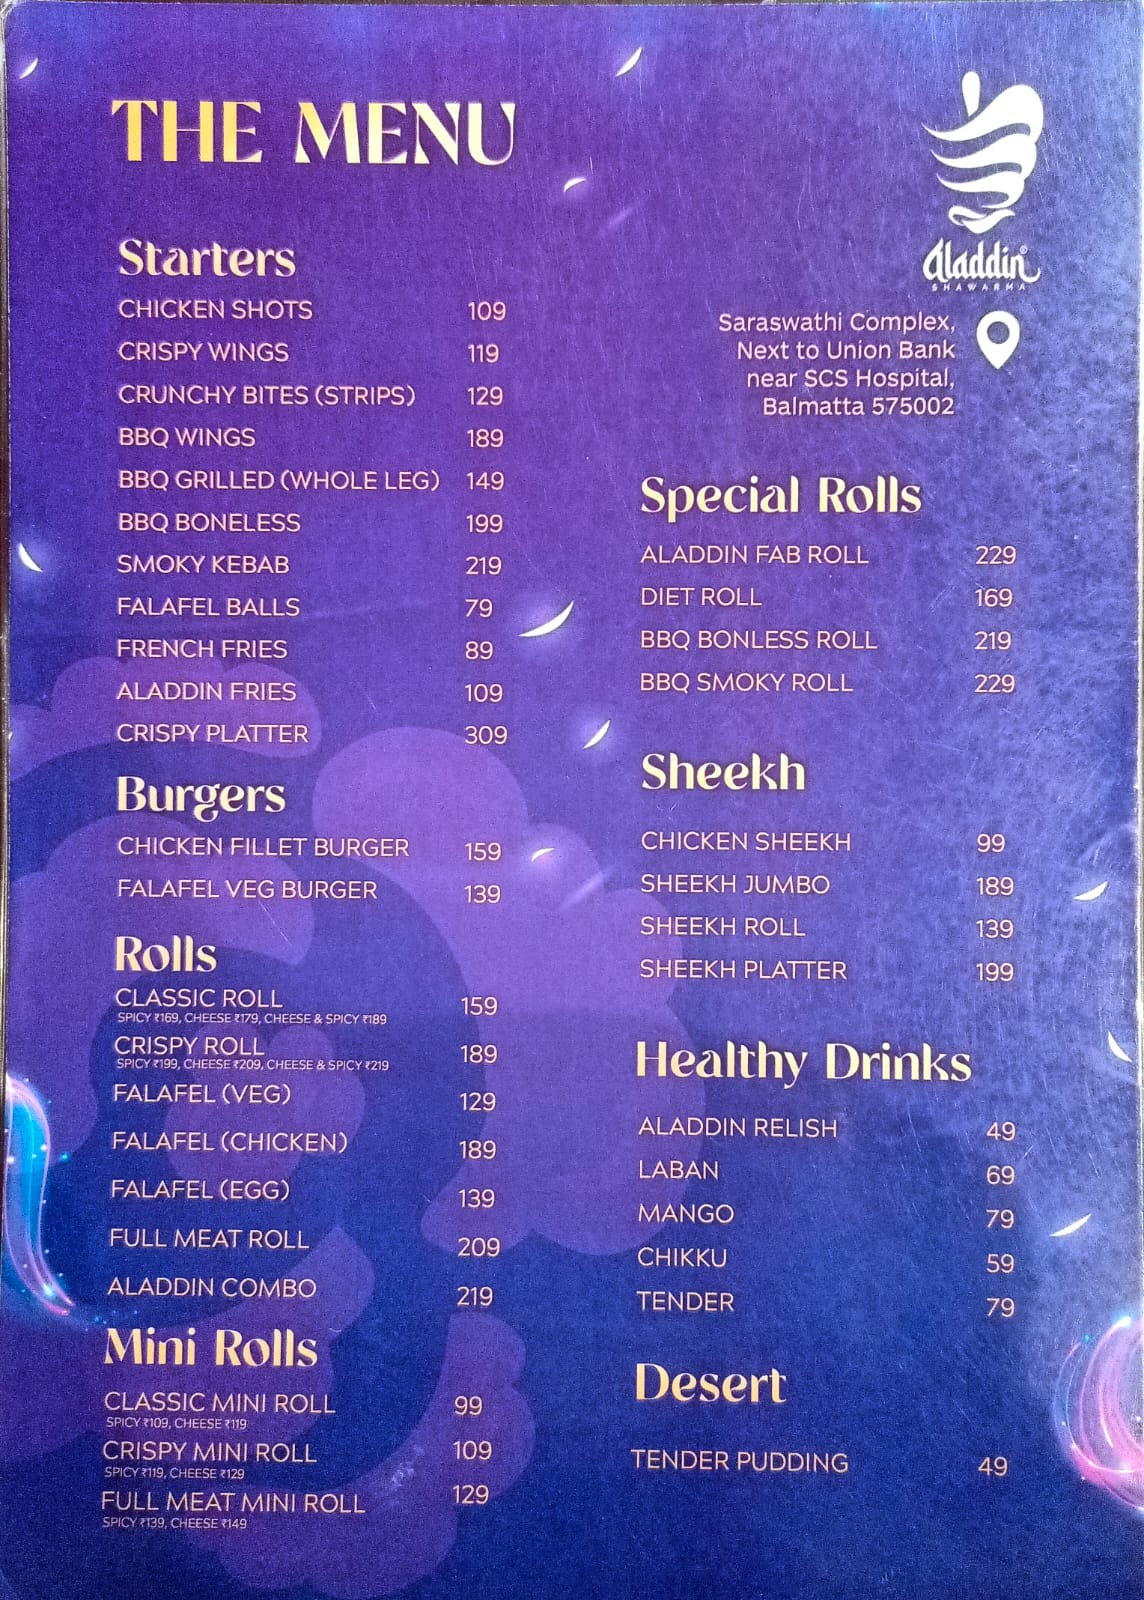 THE MENU
Aladdin®
SHAWARMA
Saraswathi Complex,
Next to Union Bank
near SCS Hospital,
Balmatta 575002
Starters
CHICKEN SHOTS 109
CRISPY WINGS 119
CRUNCHY BITES (STRIPS) 129
BBQ WINGS 189
BBQ GRILLED (WHOLE LEG) 149
BBQ BONELESS 199
SMOKY KEBAB 219
FALAFEL BALLS 79
FRENCH FRIES 89
ALADDIN FRIES 109
CRISPY PLATTER 309
Burgers
CHICKEN FILLET BURGER 159
FALAFEL VEG BURGER 139
Rolls
CLASSIC ROLL 159
SPICY ₹169, CHEESE ₹179, CHEESE & SPICY ₹189
CRISPY ROLL 189
SPICY ₹199, CHEESE ₹209, CHEESE & SPICY ₹219
FALAFEL (VEG) 129
FALAFEL (CHICKEN) 189
FALAFEL (EGG) 139
FULL MEAT ROLL 209
ALADDIN COMBO 219
Mini Rolls
CLASSIC MINI ROLL 99
SPICY ₹109, CHEESE ₹119
CRISPY MINI ROLL 109
SPICY ₹119, CHEESE ₹129
FULL MEAT MINI ROLL 129
SPICY ₹139, CHEESE ₹149
Special Rolls
ALADDIN FAB ROLL 229
DIET ROLL 169
BBQ BONLESS ROLL 219
BBQ SMOKY ROLL 229
Sheekh
CHICKEN SHEEKH 99
SHEEKH JUMBO 189
SHEEKH ROLL 139
SHEEKH PLATTER 199
Healthy Drinks
ALADDIN RELISH 49
LABAN 69
MANGO 79
CHIKKU 59
TENDER 79
Desert
TENDER PUDDING 49